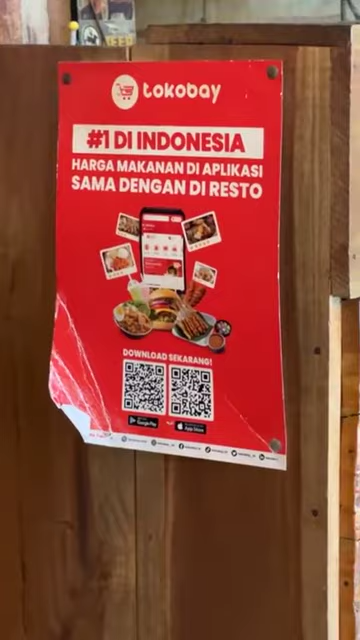 tokobay
#1 DI INDONESIA
HARGA MAKANAN DI APLIKASI
SAMA DENGAN DI RESTO
DOWNLOAD SEKARANG!
Google Play
App Store